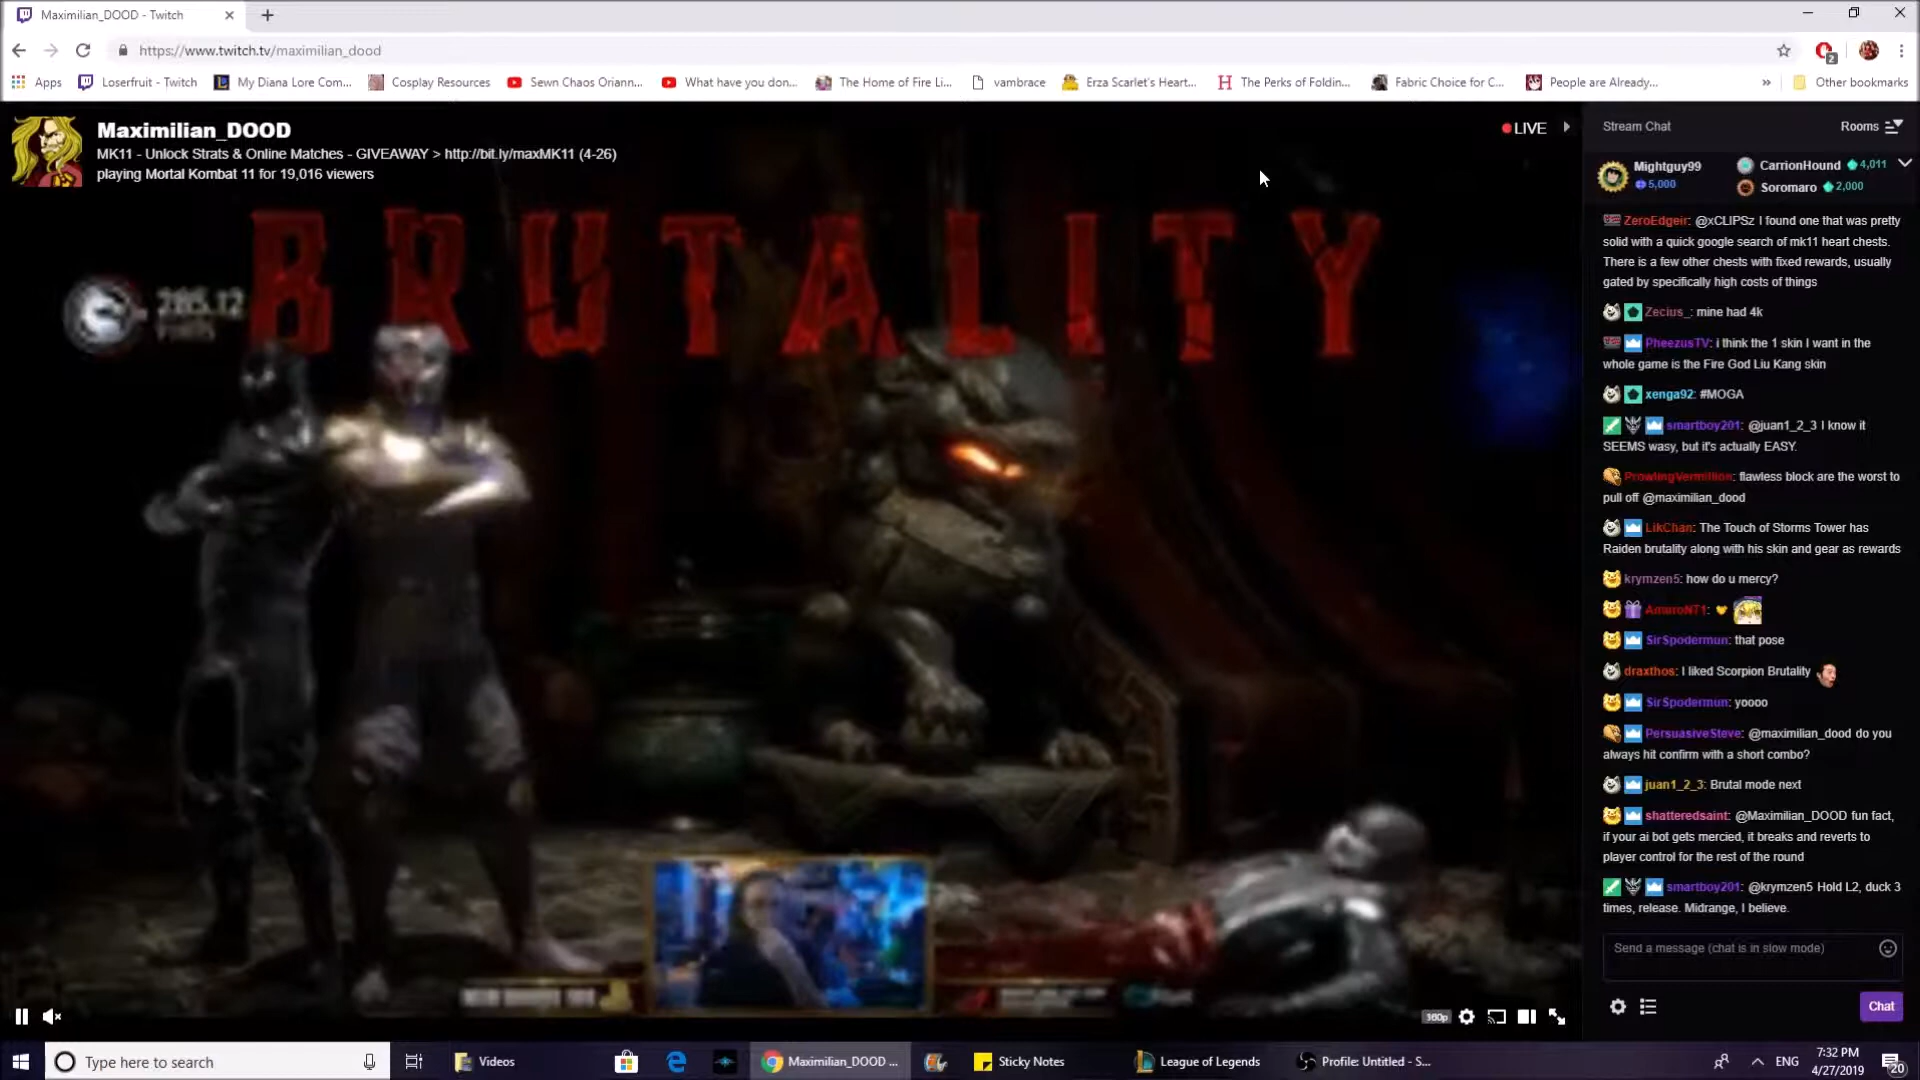 Maximilian_DOOD - Twitch
https://www.twitch.tv/maximilian_dood
2
Apps
Loserfruit - Twitch
My Diana Lore Com...
Cosplay Resources
Sewn Chaos Oriann...
What have you don...
The Home of Fire Li...
vambrace
Erza Scarlet's Heart...
The Perks of Foldin...
Fabric Choice for C...
People are Already...
»
Other bookmarks
Maximilian_DOOD
MK11 - Unlock Strats & Online Matches - GIVEAWAY > http://bit.ly/maxMK11 (4-26)
playing Mortal Kombat 11 for 19,016 viewers
LIVE
BRUTALITY
285.12
360p
Stream Chat
Rooms
Mightguy99
5,000
CarrionHound 4,011
Soromaro 2,000
ZeroEdgeir: @xCLIPSz I found one that was pretty
solid with a quick google search of mk11 heart chests.
There is a few other chests with fixed rewards, usually
gated by specifically high costs of things
Zecius_: mine had 4k
PheezusTV: i think the 1 skin I want in the
whole game is the Fire God Liu Kang skin
xenga92: #MOGA
smartboy201: @juan1_2_3 I know it
SEEMS wasy, but it's actually EASY.
ProwlingVermillion: flawless block are the worst to
pull off @maximilian_dood
LikChan: The Touch of Storms Tower has
Raiden brutality along with his skin and gear as rewards
krymzen5: how do u mercy?
AmuroNT1:
SirSpodermun: that pose
draxthos: I liked Scorpion Brutality
SirSpodermun: yoooo
PersuasiveSteve: @maximilian_dood do you
always hit confirm with a short combo?
juan1_2_3: Brutal mode next
shatteredsaint: @Maximilian_DOOD fun fact,
if your ai bot gets mercied, it breaks and reverts to
player control for the rest of the round
smartboy201: @krymzen5 Hold L2, duck 3
times, release. Midrange, I believe.
Send a message (chat is in slow mode)
Chat
Type here to search
Videos
Maximilian_DOOD ...
Sticky Notes
League of Legends
Profile: Untitled - S...
ENG
7:32 PM
4/27/2019
20